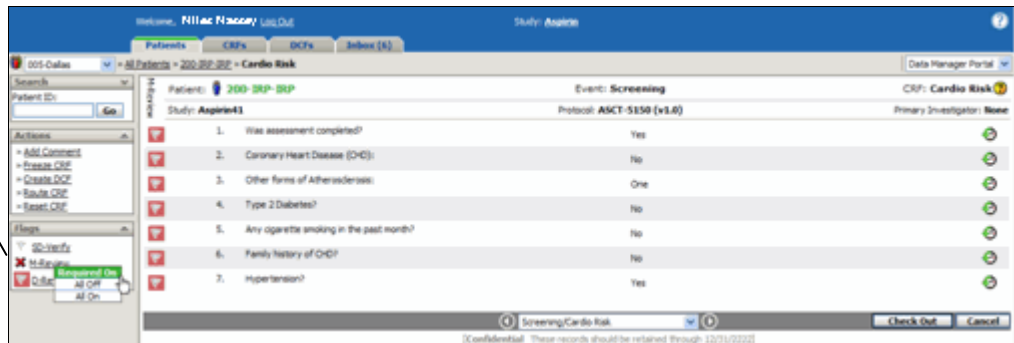 Welcome, Log Out Study: Aspirin
Patients CRFs DCFs Inbox (6)
005-Dallas » All Patients » 200-IRP-IRP » Cardio Risk Data Manager Portal
Search
Patient ID:
Go
Actions
» Add Comment
» Freeze CRF
» Create DCF
» Route CRF
» Reset CRF
Flags
SD-Verify
M-Review
Required On
All Off
All On
M-Review
Patient: 200-IRP-IRP Event: Screening CRF: Cardio Risk
Study: Aspirin41 Protocol: ASCT-5150 (v1.0) Primary Investigator: None
1. Was assessment completed? Yes
2. Coronary Heart Disease (CHD): No
3. Other forms of Atherosclerosis: One
4. Type 2 Diabetes? No
5. Any cigarette smoking in the past month? No
6. Family history of CHD? No
7. Hypertension? Yes
Screening/Cardio Risk Check Out Cancel
[Confidential These records should be retained through 12/31/2222]